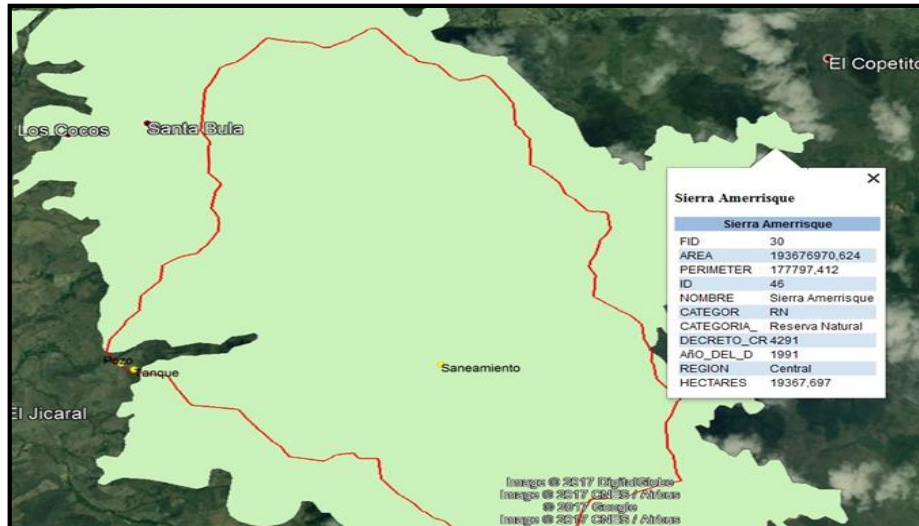 El Copetito
Los Cocos
Santa Bula
Sierra Amerrisque
Sierra Amerrisque
FID 30
AREA 193676970,624
PERIMETER 177797,412
ID 46
NOMBRE Sierra Amerrisque
CATEGOR RN
CATEGORIA_ Reserva Natural
DECRETO_CR 4291
AÑO_DEL_D 1991
REGION Central
HECTARES 19367,697
Pozo
Tanque
Saneamiento
El Jicaral
Image © 2017 DigitalGlobe
Image © 2017 CNES / Airbus
© 2017 Google
Image © 2017 CNES / Airbus